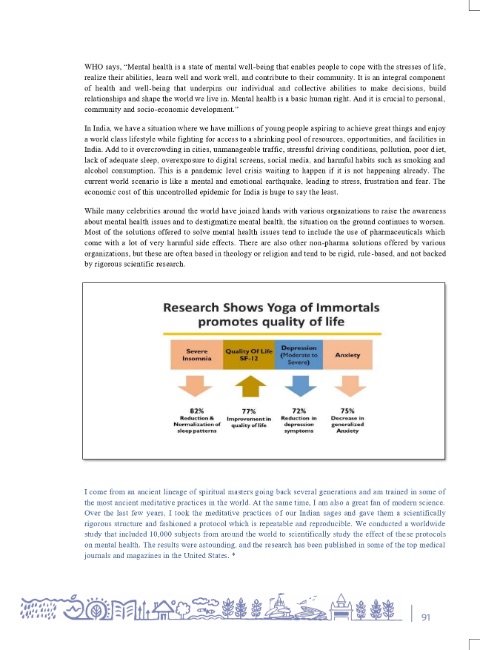 WHO says, “Mental health is a state of mental well-being that enables people to cope with the stresses of life,
realize their abilities, learn well and work well, and contribute to their community. It is an integral component
of health and well-being that underpins our individual and collective abilities to make decisions, build
relationships and shape the world we live in. Mental health is a basic human right. And it is crucial to personal,
community and socio-economic development.”
In India, we have a situation where we have millions of young people aspiring to achieve great things and enjoy
a world class lifestyle while fighting for access to a shrinking pool of resources, opportunities, and facilities in
India. Add to it overcrowding in cities, unmanageable traffic, stressful driving conditions, pollution, poor diet,
lack of adequate sleep, overexposure to digital screens, social media, and harmful habits such as smoking and
alcohol consumption. This is a pandemic level crisis waiting to happen if it is not happening already. The
current world scenario is like a mental and emotional earthquake, leading to stress, frustration and fear. The
economic cost of this uncontrolled epidemic for India is huge to say the least.
While many celebrities around the world have joined hands with various organizations to raise the awareness
about mental health issues and to destigmatize mental health, the situation on the ground continues to worsen.
Most of the solutions offered to solve mental health issues tend to include the use of pharmaceuticals which
come with a lot of very harmful side effects. There are also other non-pharma solutions offered by various
organizations, but these are often based in theology or religion and tend to be rigid, rule-based, and not backed
by rigorous scientific research.
Research Shows Yoga of Immortals
promotes quality of life
Severe
Insomnia
Quality Of Life
SF-12
Depression
(Moderate to
Severe)
Anxiety
82%
Reduction &
Normalization of
sleep patterns
77%
Improvement in
quality of life
72%
Reduction in
depression
symptoms
75%
Decrease in
generalized
Anxiety
I come from an ancient lineage of spiritual masters going back several generations and am trained in some of
the most ancient meditative practices in the world. At the same time, I am also a great fan of modern science.
Over the last few years, I took the meditative practices of our Indian sages and gave them a scientifically
rigorous structure and fashioned a protocol which is repeatable and reproducible. We conducted a worldwide
study that included 10,000 subjects from around the world to scientifically study the effect of these protocols
on mental health. The results were astounding, and the research has been published in some of the top medical
journals and magazines in the United States. *
91